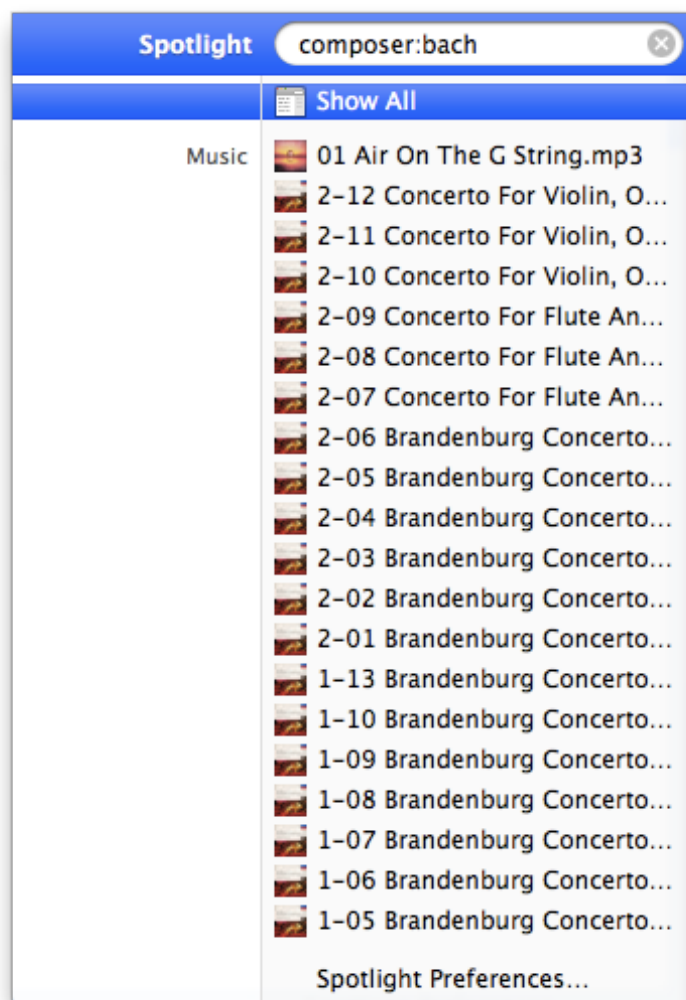 Spotlight composer:bach
Show All
Music 01 Air On The G String.mp3
2-12 Concerto For Violin, O...
2-11 Concerto For Violin, O...
2-10 Concerto For Violin, O...
2-09 Concerto For Flute An...
2-08 Concerto For Flute An...
2-07 Concerto For Flute An...
2-06 Brandenburg Concerto...
2-05 Brandenburg Concerto...
2-04 Brandenburg Concerto...
2-03 Brandenburg Concerto...
2-02 Brandenburg Concerto...
2-01 Brandenburg Concerto...
1-13 Brandenburg Concerto...
1-10 Brandenburg Concerto...
1-09 Brandenburg Concerto...
1-08 Brandenburg Concerto...
1-07 Brandenburg Concerto...
1-06 Brandenburg Concerto...
1-05 Brandenburg Concerto...
Spotlight Preferences...